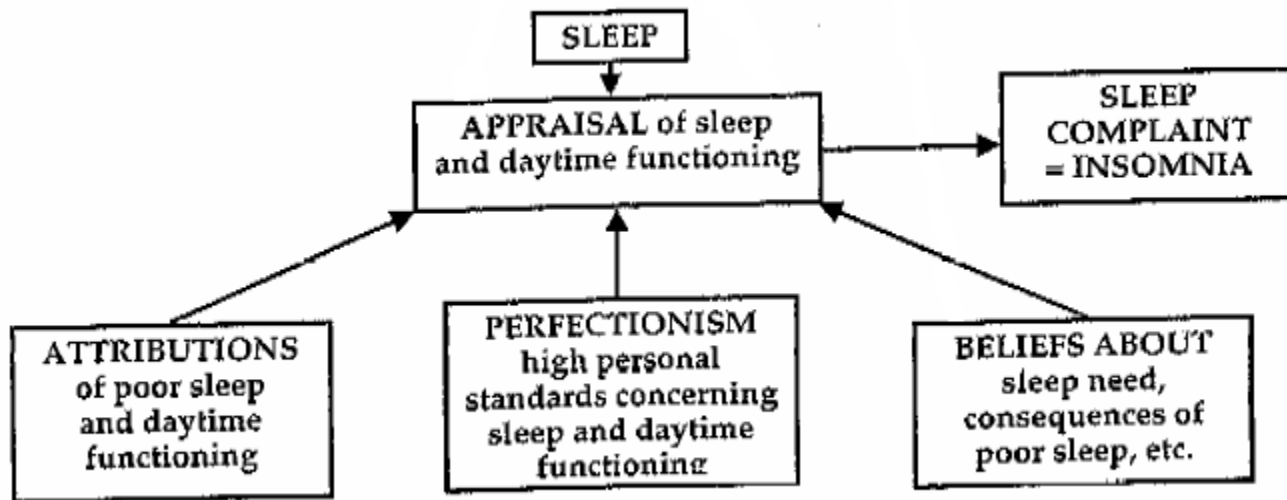 SLEEP
APPRAISAL of sleep
and daytime functioning
SLEEP
COMPLAINT
= INSOMNIA
ATTRIBUTIONS
of poor sleep
and daytime
functioning
PERFECTIONISM
high personal
standards concerning
sleep and daytime
functioning
BELIEFS ABOUT
sleep need,
consequences of
poor sleep, etc.